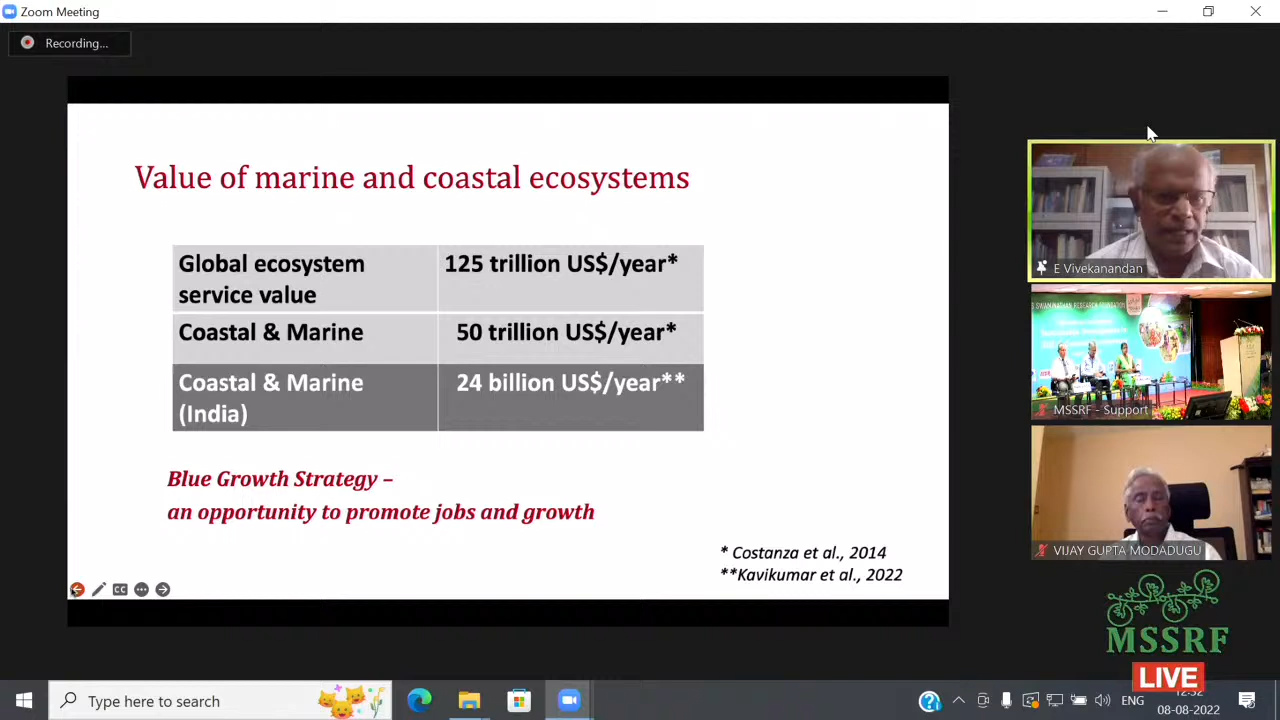 Zoom Meeting
Recording...
Value of marine and coastal ecosystems
Global ecosystem
service value
125 trillion US$/year*
Coastal & Marine
50 trillion US$/year*
Coastal & Marine
(India)
24 billion US$/year**
Blue Growth Strategy –
an opportunity to promote jobs and growth
* Costanza et al., 2014
**Kavikumar et al., 2022
CC
E Vivekanandan
MSSRF - Support
VIJAY GUPTA MODADUGU
MSSRF
LIVE
Type here to search
ENG
12:32
08-08-2022